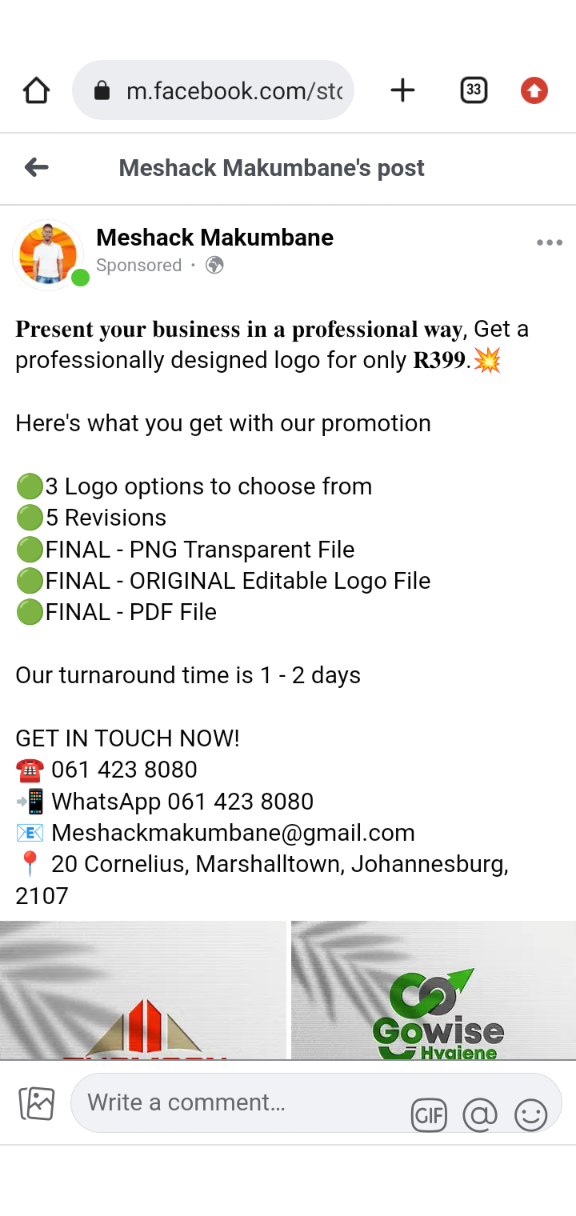 m.facebook.com/sto
33
Meshack Makumbane's post
Meshack Makumbane
Sponsored ·
Present your business in a professional way, Get a
professionally designed logo for only R399.💥
Here's what you get with our promotion
🟢3 Logo options to choose from
🟢5 Revisions
🟢FINAL - PNG Transparent File
🟢FINAL - ORIGINAL Editable Logo File
🟢FINAL - PDF File
Our turnaround time is 1 - 2 days
GET IN TOUCH NOW!
☎️ 061 423 8080
📲 WhatsApp 061 423 8080
📧 Meshackmakumbane@gmail.com
📍 20 Cornelius, Marshalltown, Johannesburg,
2107
Gowise
Hygiene
Write a comment...
GIF
@